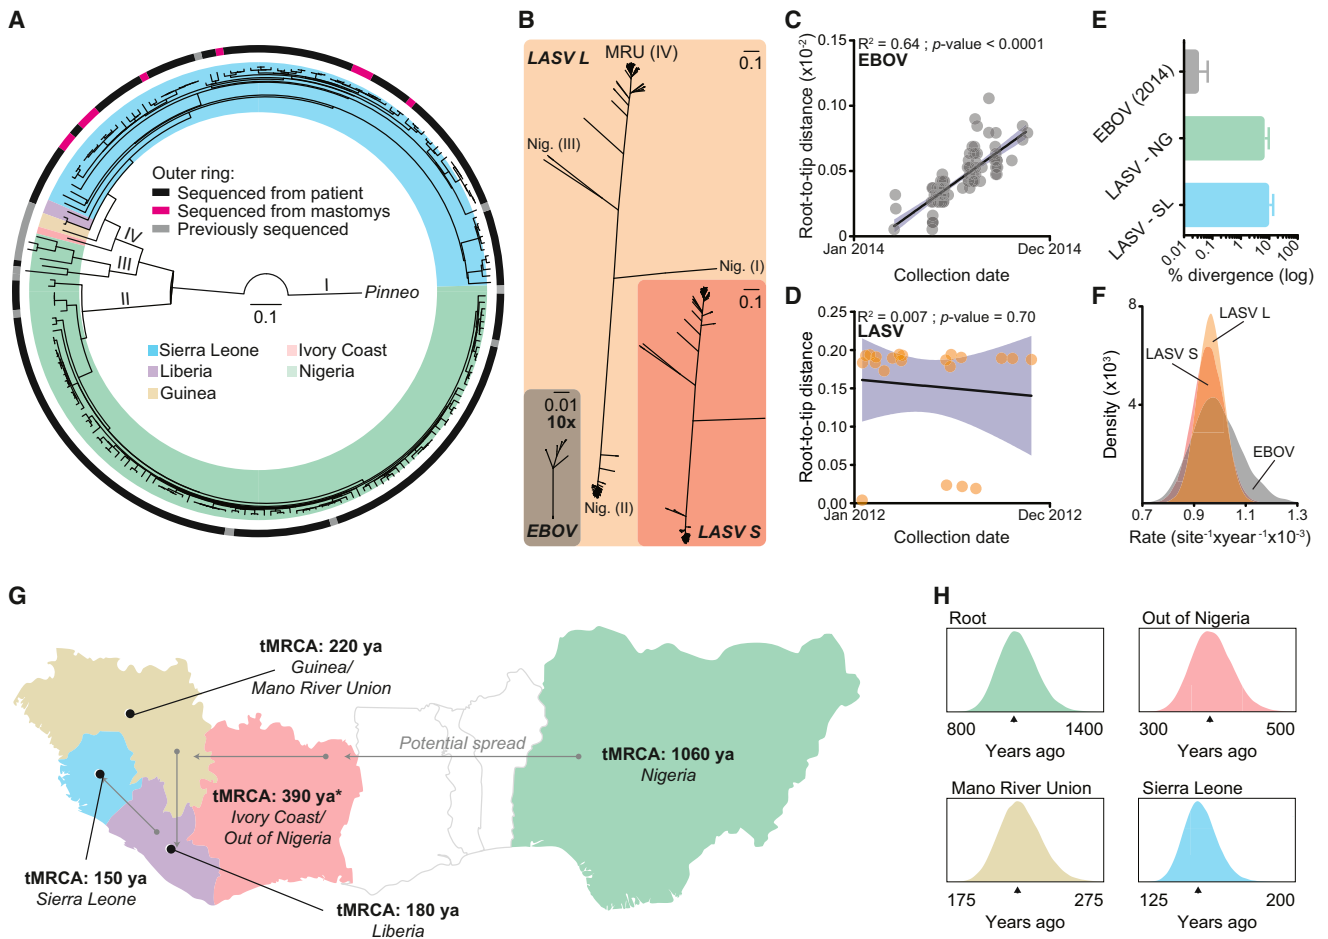 A
Outer ring:
Sequenced from patient
Sequenced from mastomys
Previously sequenced
IV
III
II
I
Pinneo
0.1
Sierra Leone
Ivory Coast
Liberia
Nigeria
Guinea
B
LASV L
MRU (IV)
0.1
Nig. (III)
Nig. (I)
0.1
0.01
10x
EBOV
Nig. (II)
LASV S
C
R² = 0.64 ; p-value < 0.0001
EBOV
Root-to-tip distance (x10⁻²)
0.15
0.10
0.05
0
Jan 2014
Dec 2014
Collection date
D
R² = 0.007 ; p-value = 0.70
LASV
Root-to-tip distance
0.25
0.20
0.15
0.10
0.05
0.00
Jan 2012
Dec 2012
Collection date
E
EBOV (2014)
LASV - NG
LASV - SL
0.01
0.1
1
10
100
% divergence (log)
F
Density (x10³)
8
4
LASV L
LASV S
EBOV
0.7
0.9
1.1
1.3
Rate (site⁻¹xyear⁻¹x10⁻³)
G
tMRCA: 220 ya
Guinea/
Mano River Union
Potential spread
tMRCA: 1060 ya
Nigeria
tMRCA: 390 ya*
Ivory Coast/
Out of Nigeria
tMRCA: 150 ya
Sierra Leone
tMRCA: 180 ya
Liberia
H
Root
800
1400
Years ago
Out of Nigeria
300
500
Years ago
Mano River Union
175
275
Years ago
Sierra Leone
125
200
Years ago